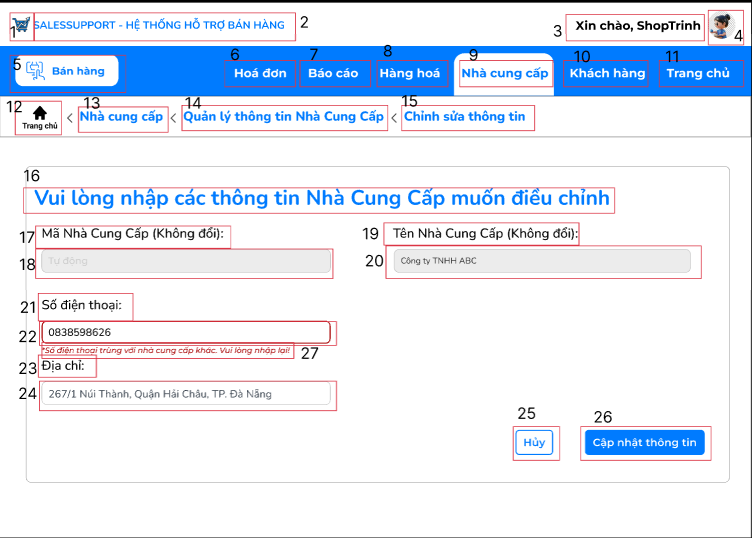 1 SALESSUPPORT - HỆ THỐNG HỖ TRỢ BÁN HÀNG 2
3 Xin chào, ShopTrinh 4
5 Bán hàng
6 Hoá đơn
7 Báo cáo
8 Hàng hoá
9 Nhà cung cấp
10 Khách hàng
11 Trang chủ
12 Trang chủ < 13 Nhà cung cấp < 14 Quản lý thông tin Nhà Cung Cấp < 15 Chỉnh sửa thông tin
16
Vui lòng nhập các thông tin Nhà Cung Cấp muốn điều chỉnh
17 Mã Nhà Cung Cấp (Không đổi):
18 Tự động
19 Tên Nhà Cung Cấp (Không đổi):
20 Công ty TNHH ABC
21 Số điện thoại:
22 0838598626
*Số điện thoại trùng với nhà cung cấp khác. Vui lòng nhập lại! 27
23 Địa chỉ:
24 267/1 Núi Thành, Quận Hải Châu, TP. Đà Nẵng
25 Hủy
26 Cập nhật thông tin